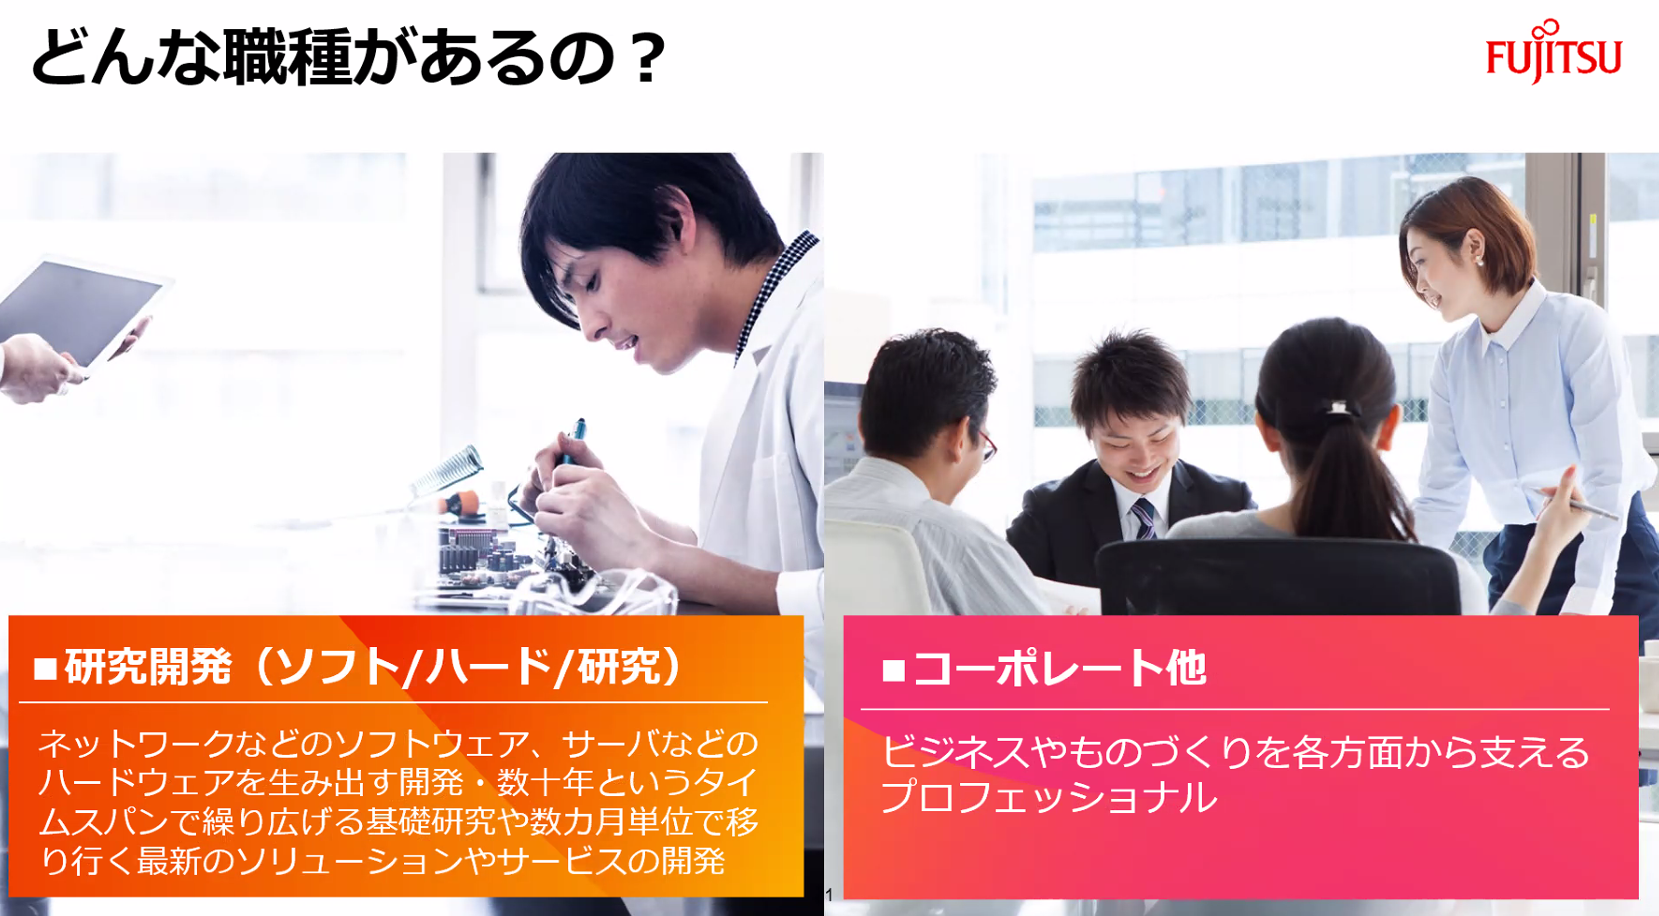 どんな職種があるの？
FUJITSU
■研究開発（ソフト/ハード/研究）
ネットワークなどのソフトウェア、サーバなどの
ハードウェアを生み出す開発・数十年というタイ
ムスパンで繰り広げる基礎研究や数カ月単位で移
り行く最新のソリューションやサービスの開発
■コーポレート他
ビジネスやものづくりを各方面から支える
プロフェッショナル
1